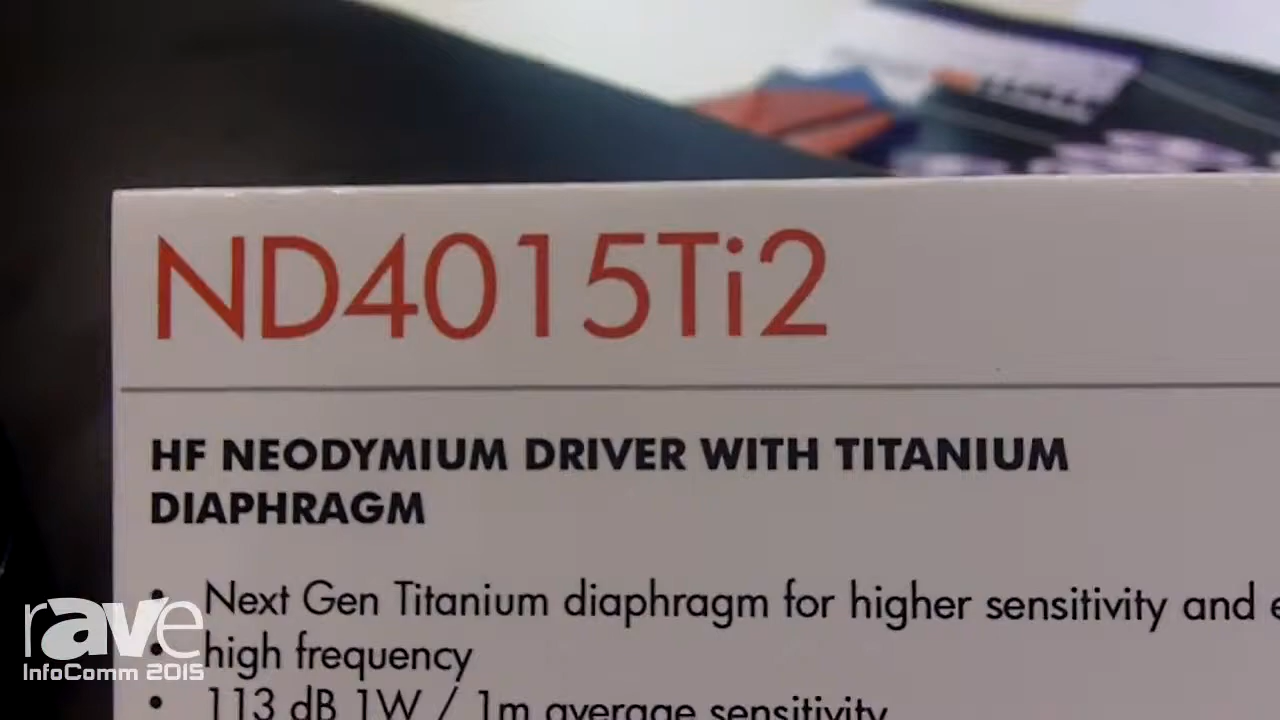 ND4015Ti2
HF NEODYMIUM DRIVER WITH TITANIUM
DIAPHRAGM
• Next Gen Titanium diaphragm for higher sensitivity and
• high frequency
• 113 dB 1W / 1m average sensitivity
rave
InfoComm 2015